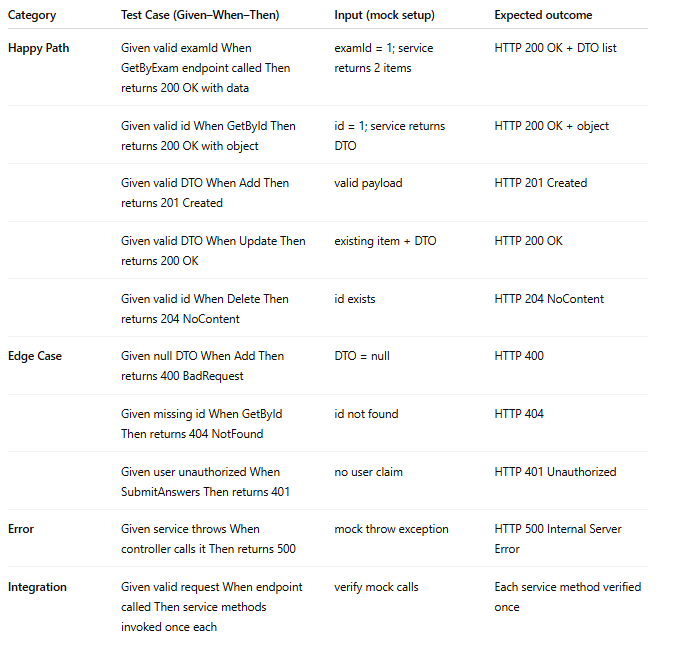 Category Test Case (Given–When–Then) Input (mock setup) Expected outcome
Happy Path Given valid examId When examId = 1; service HTTP 200 OK + DTO list
GetByExam endpoint called Then returns 2 items
returns 200 OK with data
Given valid id When GetById Then id = 1; service returns HTTP 200 OK + object
returns 200 OK with object DTO
Given valid DTO When Add Then valid payload HTTP 201 Created
returns 201 Created
Given valid DTO When Update Then existing item + DTO HTTP 200 OK
returns 200 OK
Given valid id When Delete Then id exists HTTP 204 NoContent
returns 204 NoContent
Edge Case Given null DTO When Add Then DTO = null HTTP 400
returns 400 BadRequest
Given missing id When GetById id not found HTTP 404
Then returns 404 NotFound
Given user unauthorized When no user claim HTTP 401 Unauthorized
SubmitAnswers Then returns 401
Error Given service throws When mock throw exception HTTP 500 Internal Server
controller calls it Then returns 500 Error
Integration Given valid request When endpoint verify mock calls Each service method verified
called Then service methods once
invoked once each